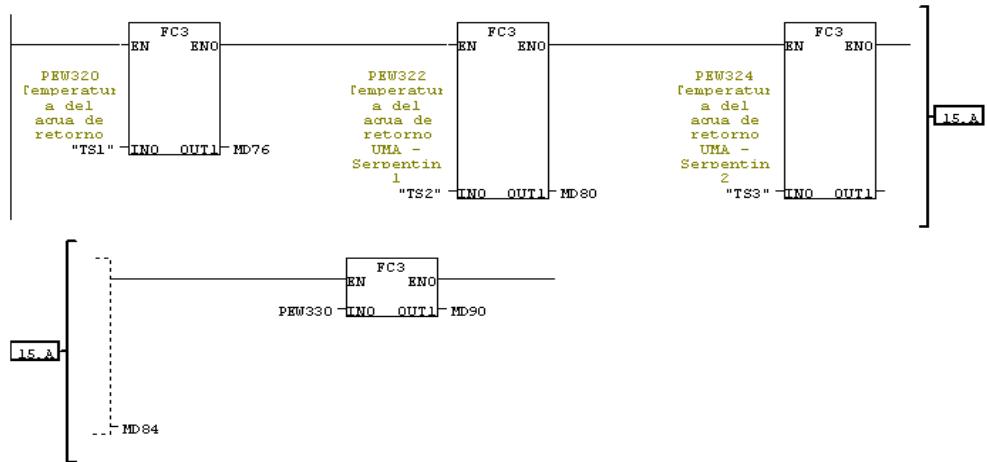 FC3
EN ENO
PEW320
Temperatur
a del
agua de
retorno
"TS1" IN0 OUT1 MD76
FC3
EN ENO
PEW322
Temperatur
a del
agua de
retorno
UMA -
Serpentin
1
"TS2" IN0 OUT1 MD80
FC3
EN ENO
PEW324
Temperatur
a del
agua de
retorno
UMA -
Serpentin
2
"TS3" IN0 OUT1
15.A
15.A
MD84
FC3
EN ENO
PEW330 IN0 OUT1 MD90